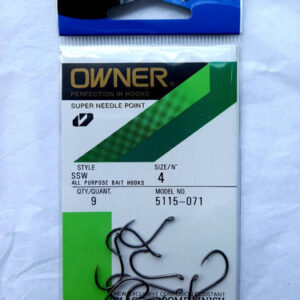 OWNER®
PERFECTION IN HOOKS
SUPER NEEDLE POINT
STYLE SIZE/N°
SSW 4
ALL PURPOSE BAIT HOOKS
QTY/QUANT. MODEL NO.
9 5115-071